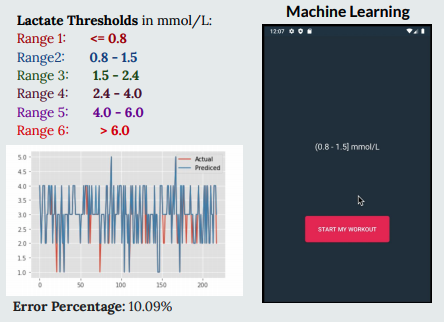 Lactate Thresholds in mmol/L:
Range 1: <= 0.8
Range2: 0.8 - 1.5
Range 3: 1.5 - 2.4
Range 4: 2.4 - 4.0
Range 5: 4.0 - 6.0
Range 6: > 6.0
5.0
4.5
4.0
3.5
3.0
2.5
2.0
1.5
1.0
0 50 100 150 200
Actual
Prediced
Error Percentage: 10.09%
Machine Learning
12:07
(0.8 - 1.5] mmol/L
START MY WORKOUT